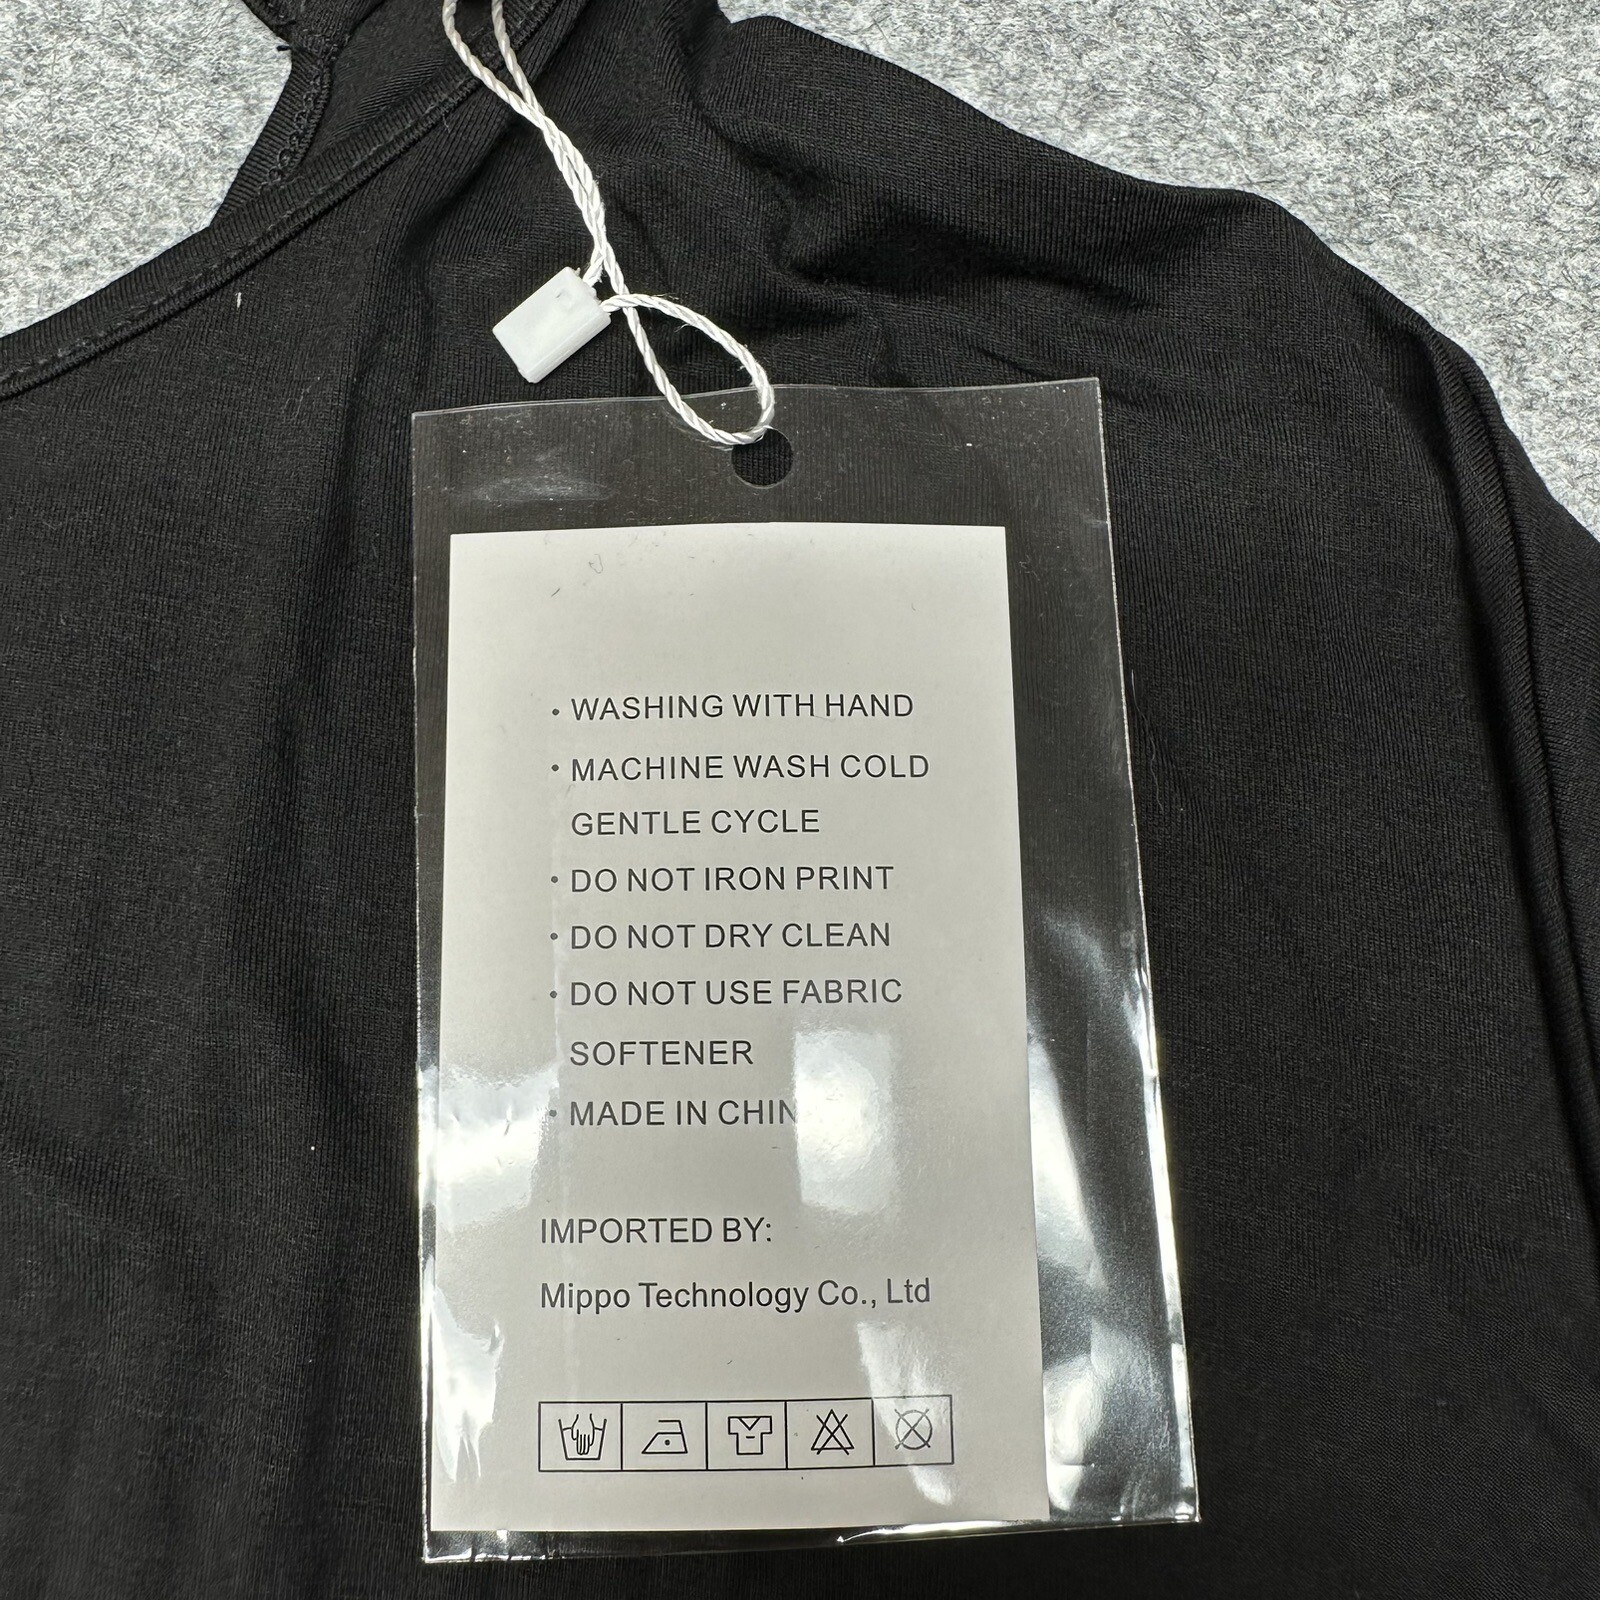 · WASHING WITH HAND
· MACHINE WASH COLD
GENTLE CYCLE
· DO NOT IRON PRINT
· DO NOT DRY CLEAN
· DO NOT USE FABRIC
SOFTENER
· MADE IN CHIN
IMPORTED BY:
Mippo Technology Co., Ltd